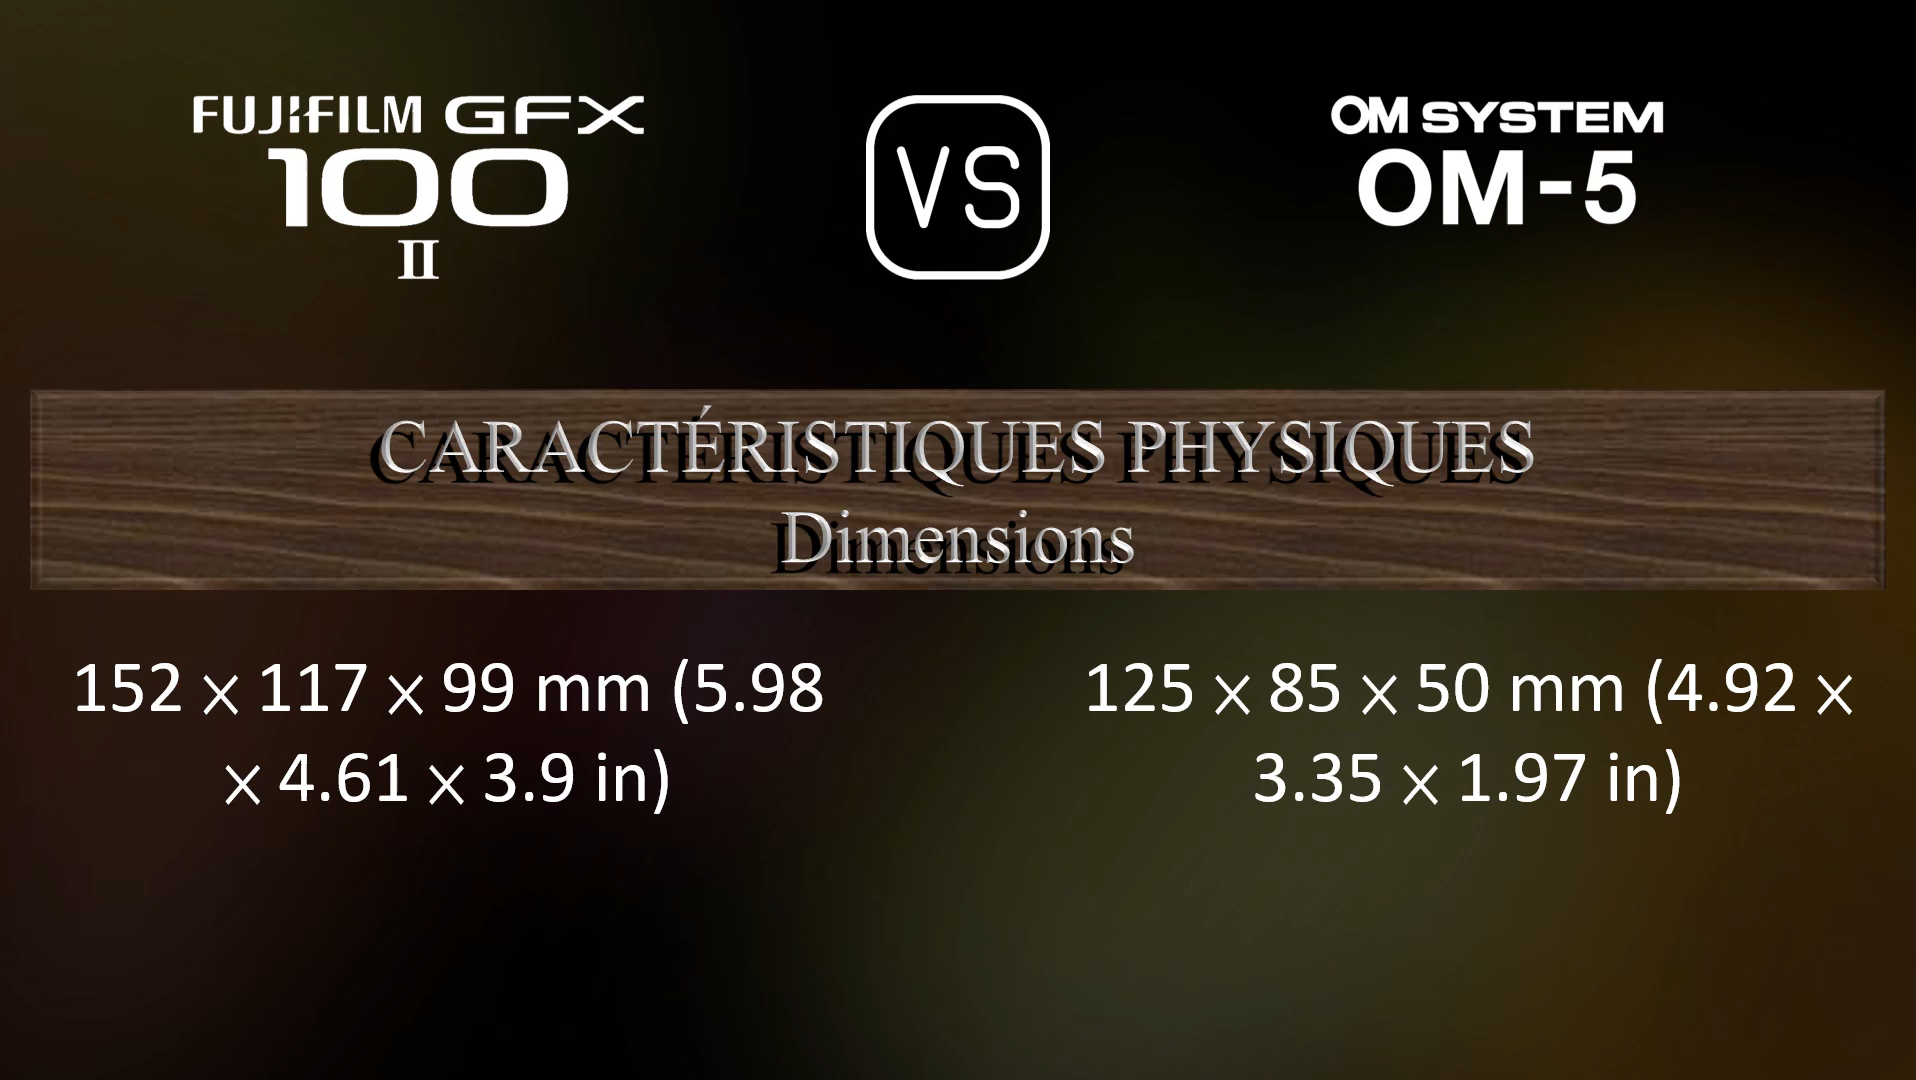 FUJIFILM GFX
100
II
VS
OM SYSTEM
OM-5
CARACTÉRISTIQUES PHYSIQUES
Dimensions
152 x 117 x 99 mm (5.98
x 4.61 x 3.9 in)
125 x 85 x 50 mm (4.92 x
3.35 x 1.97 in)